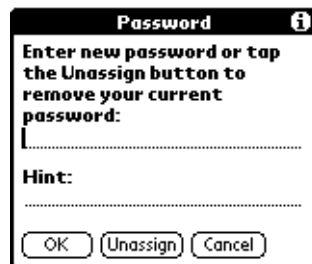 Password
Enter new password or tap
the Unassign button to
remove your current
password:
Hint:
OK Unassign Cancel